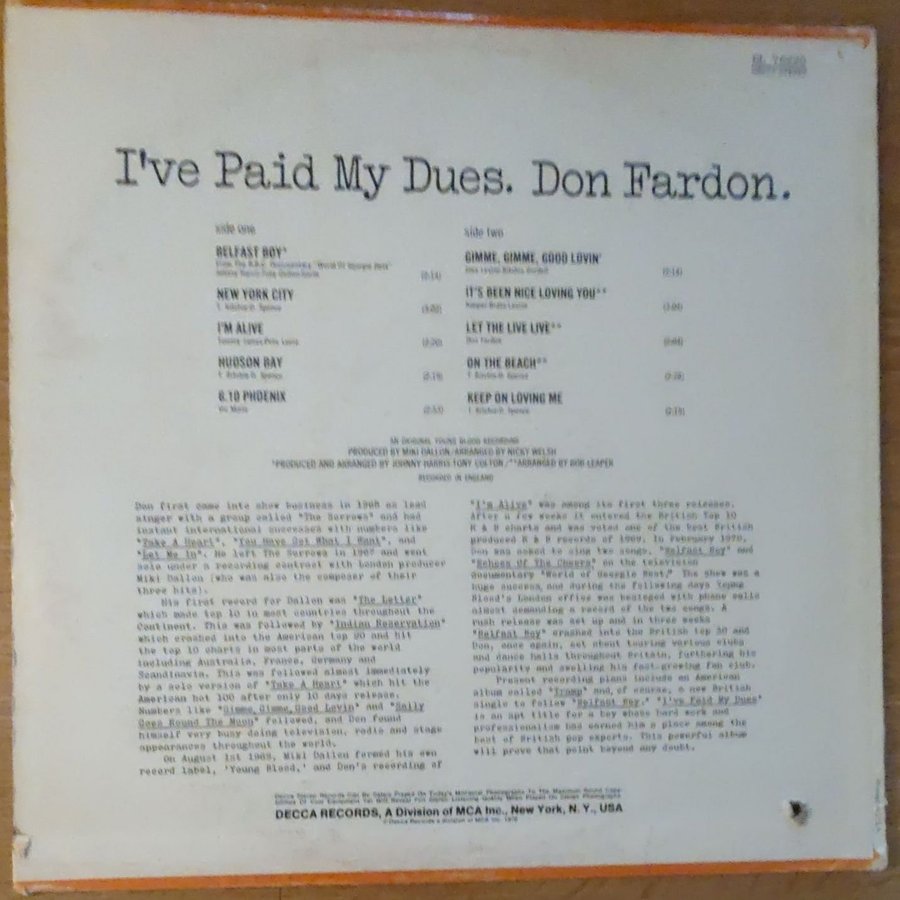 I've Paid My Dues. Don Fardon.
side one
BELFAST BOY*
NEW YORK CITY
I'M ALIVE
HUDSON BAY
6.10 PHOENIX
side two
GIMME, GIMME, GOOD LOVIN'
IT'S BEEN NICE LOVING YOU**
LET THE LIVE LIVE**
ON THE BEACH**
KEEP ON LOVING ME
AN ORIGINAL YOUNG BLOOD RECORDING
PRODUCED BY MIKI DALLON/ARRANGED BY NICKY WELSH
*PRODUCED AND ARRANGED BY JOHNNY HARRIS/TONY COLTON/**ARRANGED BY BOB LEAPER
RECORDED IN ENGLAND
Don first came into show business in as lead
singer with a group called "The Sorrows" and had
instant international successes with numbers like
"Take A Heart", "You Have Got What I Want", and
"Let Me In". He left The Sorrows in 1967 and went
solo under a recording contract with London producer
Miki Dallon (who was also the composer of their
three hits).
His first record for Dallon was "The Letter"
which made top 10 in most countries throughout the
Continent. This was followed by "Indian Reservation"
which crashed into the American top 20 and hit
the top 10 charts in most parts of the world
including Australia, France, Germany and
Scandinavia. This was followed almost immediately
by a solo version of "Take A Heart" which hit the
American hot 100 after only 10 days release.
Numbers like "Gimme, Gimme, Good Lovin" and "Sally
Goes Round The Moon" followed, and Don found
himself very busy doing television, radio and stage
appearances throughout the world.
On August 1st 1969, Miki Dallon formed his own
record label, 'Young Blood,' and Don's recording of
"I'm Alive" was among its first three releases.
After a few weeks it entered the British Top 10
R & B charts and was voted one of the best British
produced R & B records of 1969. In February 1970,
Don was asked to sing two songs, "Belfast Boy" and
"Echoes Of The Cheers" on the television
documentary "World of Georgie Best." The show was a
huge success and during the following days Young
Blood's London office was besieged with phone calls
almost demanding a record of the two songs. A
rush release was set up and in three weeks
"Belfast Boy" crashed into the British top 30 and
Don, once again, set about touring various clubs
and dance halls throughout Britain, furthering his
popularity and swelling his fast-growing fan club.
Present recording plans include an American
album called "Tramp" and, of course, a new British
single to follow "Belfast Boy." "I've Paid My Dues"
is an apt title for a boy whose hard work and
professionalism has earned him a place among the
best of British pop exports. This powerful album
will prove that point beyond any doubt.
DECCA RECORDS, A Division of MCA Inc., New York, N.Y., USA